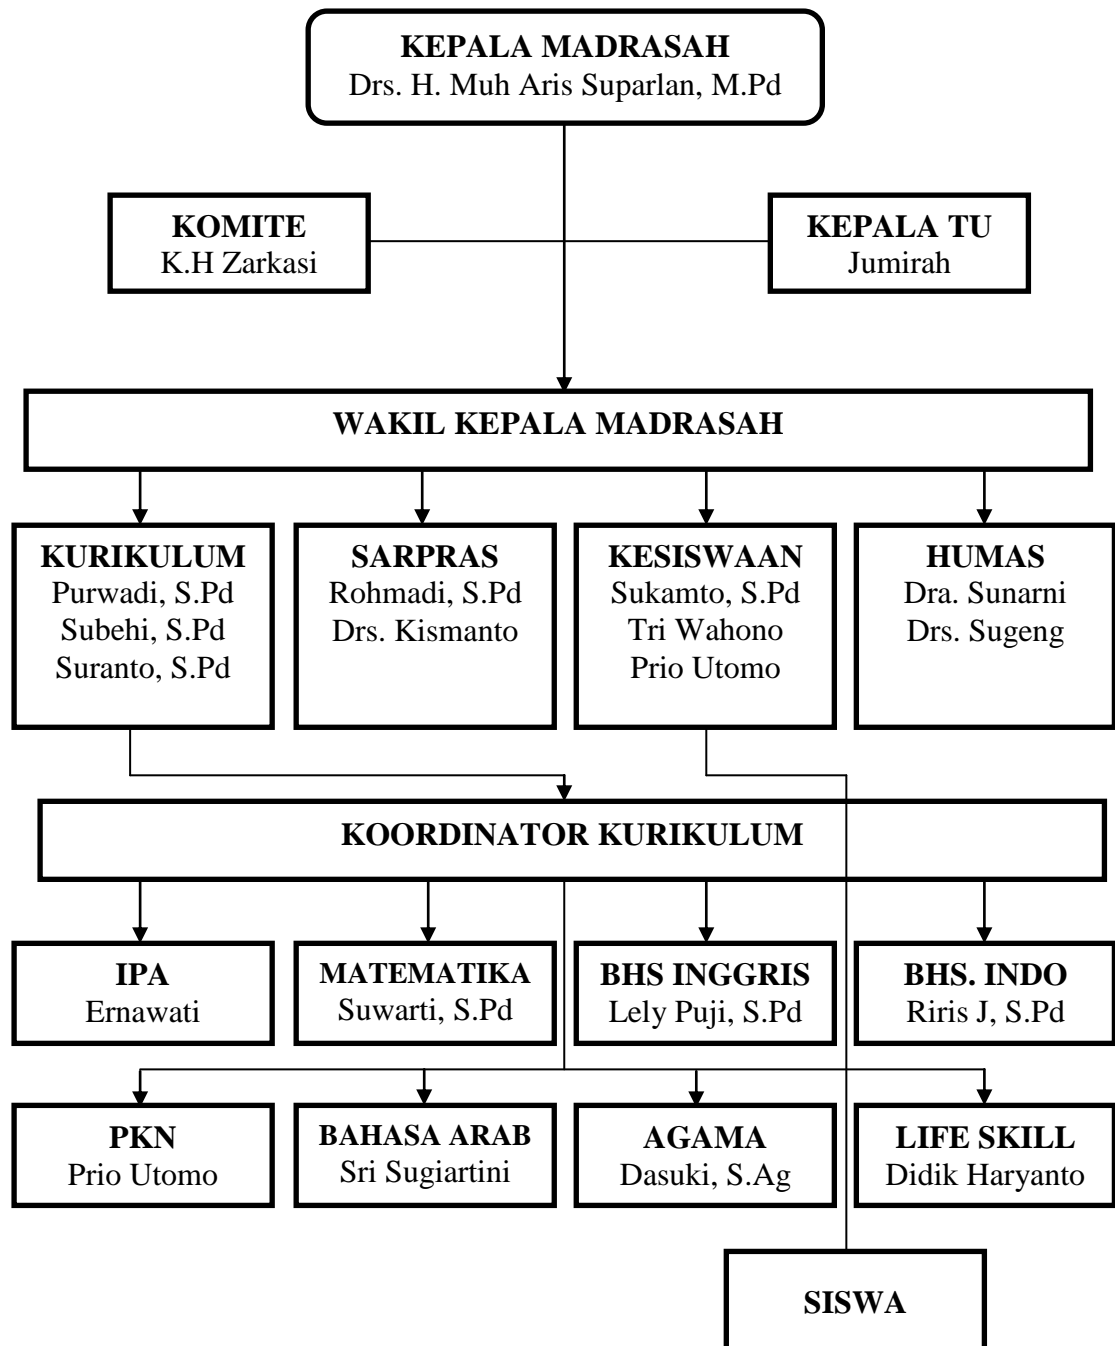 KEPALA MADRASAH
Drs. H. Muh Aris Suparlan, M.Pd
KOMITE
K.H Zarkasi
KEPALA TU
Jumirah
WAKIL KEPALA MADRASAH
KURIKULUM
Purwadi, S.Pd
Subehi, S.Pd
Suranto, S.Pd
SARPRAS
Rohmadi, S.Pd
Drs. Kismanto
KESISWAAN
Sukamto, S.Pd
Tri Wahono
Prio Utomo
HUMAS
Dra. Sunarni
Drs. Sugeng
KOORDINATOR KURIKULUM
IPA
Ernawati
MATEMATIKA
Suwarti, S.Pd
BHS INGGRIS
Lely Puji, S.Pd
BHS. INDO
Riris J, S.Pd
PKN
Prio Utomo
BAHASA ARAB
Sri Sugiartini
AGAMA
Dasuki, S.Ag
LIFE SKILL
Didik Haryanto
SISWA